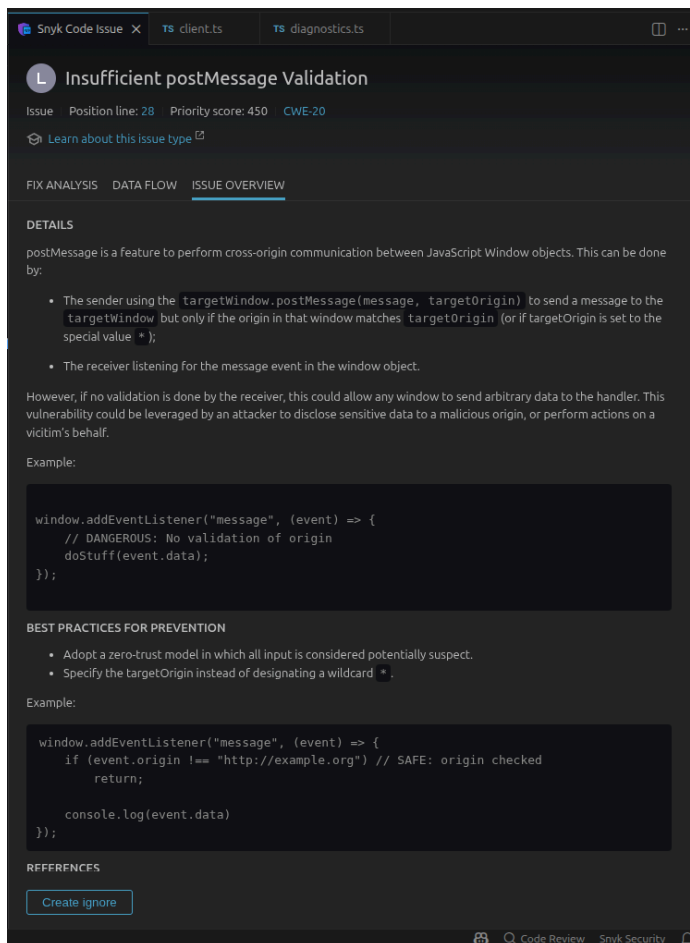 Snyk Code Issue
TS client.ts
TS diagnostics.ts
L Insufficient postMessage Validation
Issue Position line: 28 Priority score: 450 CWE-20
Learn about this issue type
FIX ANALYSIS DATA FLOW ISSUE OVERVIEW
DETAILS
postMessage is a feature to perform cross-origin communication between JavaScript Window objects. This can be done
by:
• The sender using the targetWindow.postMessage(message, targetOrigin) to send a message to the
targetWindow but only if the origin in that window matches targetOrigin (or if targetOrigin is set to the
special value * );
• The receiver listening for the message event in the window object.
However, if no validation is done by the receiver, this could allow any window to send arbitrary data to the handler. This
vulnerability could be leveraged by an attacker to disclose sensitive data to a malicious origin, or perform actions on a
vicitim's behalf.
Example:
window.addEventListener("message", (event) => {
    // DANGEROUS: No validation of origin
    doStuff(event.data);
});
BEST PRACTICES FOR PREVENTION
• Adopt a zero-trust model in which all input is considered potentially suspect.
• Specify the targetOrigin instead of designating a wildcard * .
Example:
window.addEventListener("message", (event) => {
    if (event.origin !== "http://example.org") // SAFE: origin checked
        return;
    console.log(event.data)
});
REFERENCES
Create ignore
Code Review Snyk Security